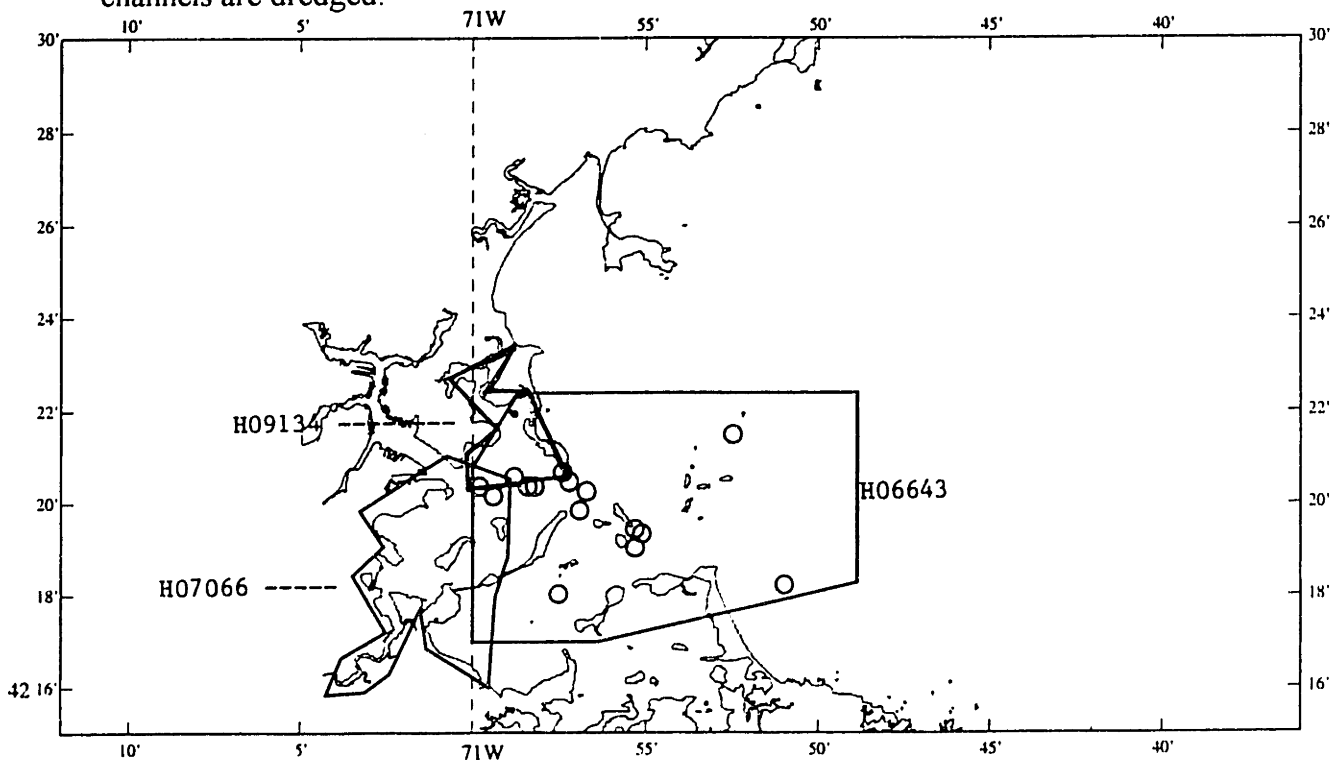 channels are dredged.
10' 5' 71W 55' 50' 45' 40'
30' 30'
28' 28'
26' 26'
24' 24'
22' 22'
H09134
20' 20'
H06643
H07066
18' 18'
42 16' 16'
10' 5' 71W 55' 50' 45' 40'